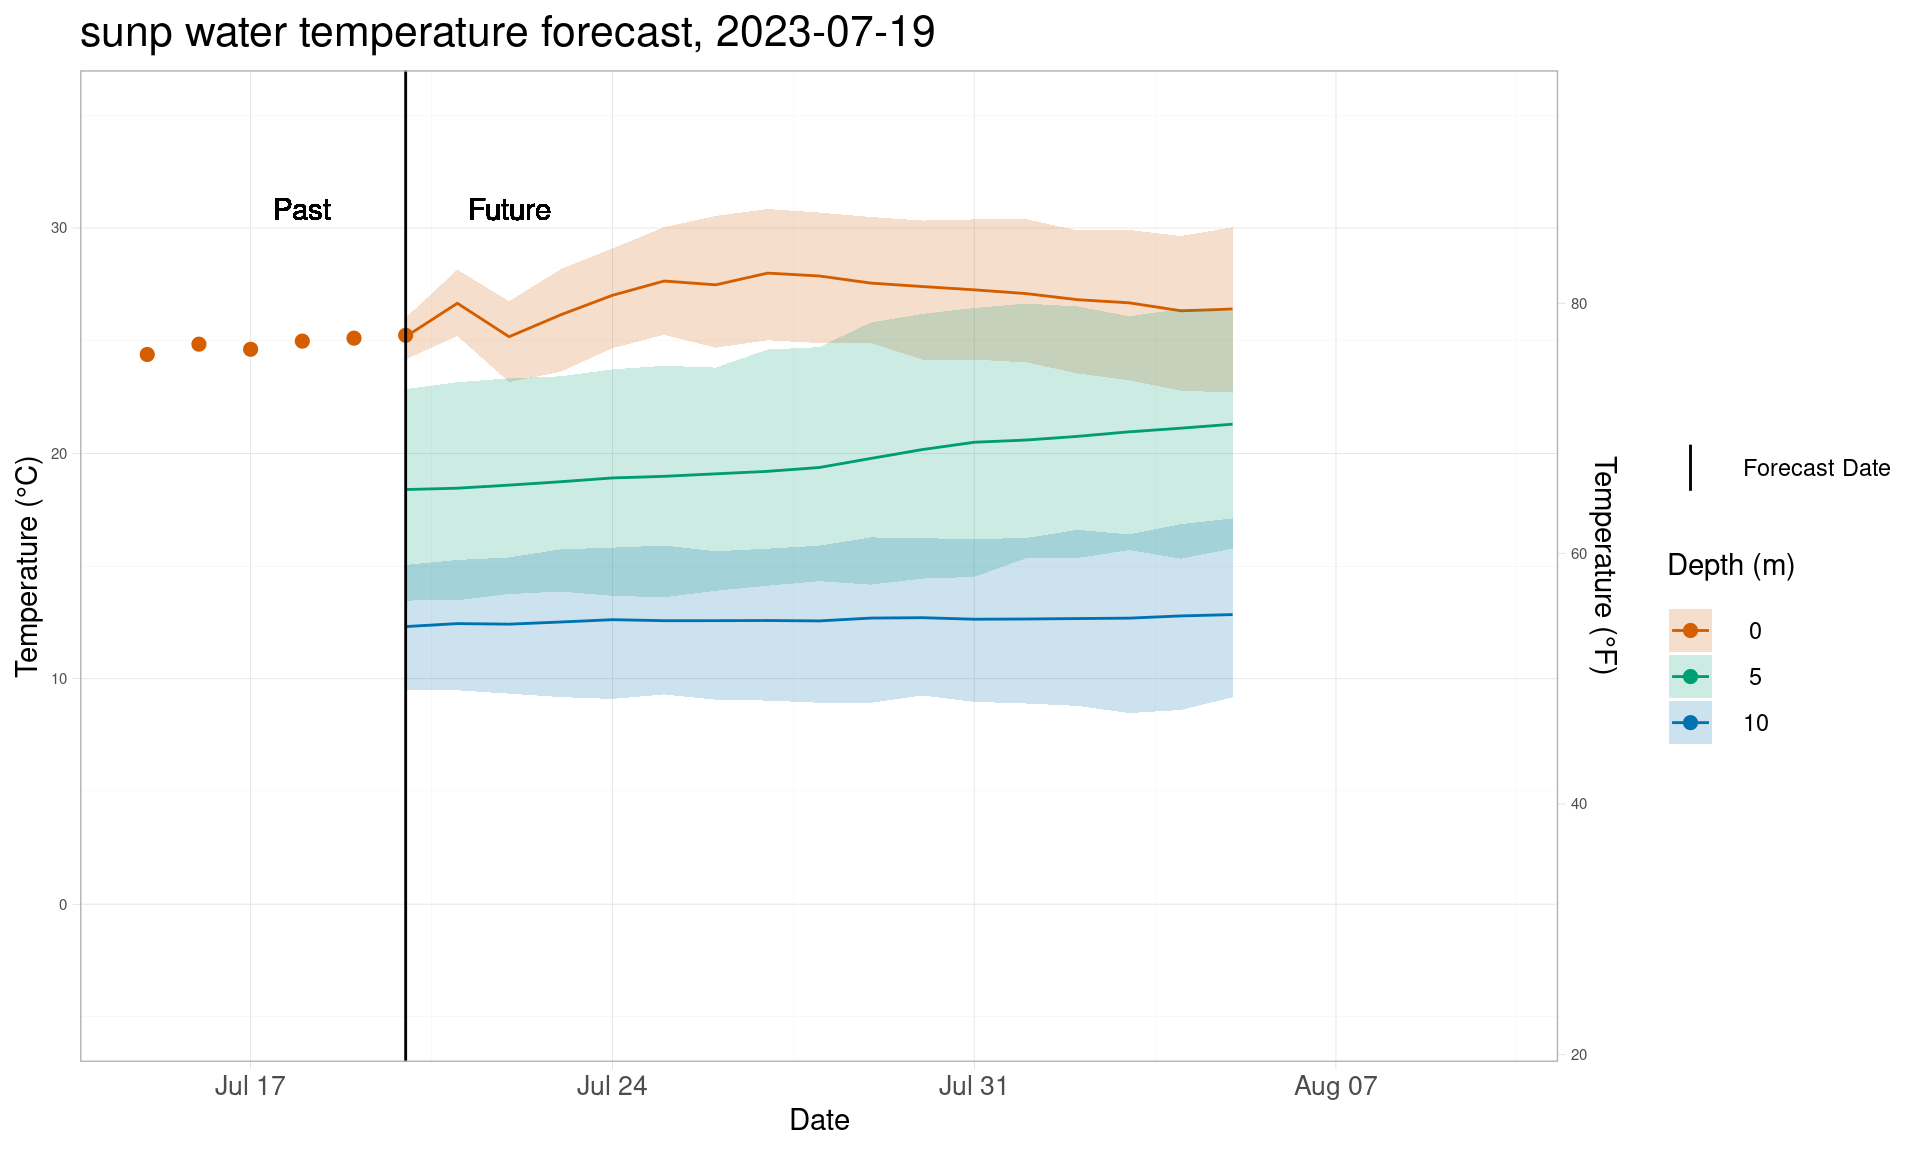 sunp water temperature forecast, 2023-07-19
Past
Future
30
20
10
0
Temperature (°C)
80
60
40
20
Temperature (°F)
Jul 17
Jul 24
Jul 31
Aug 07
Date
Forecast Date
Depth (m)
0
5
10